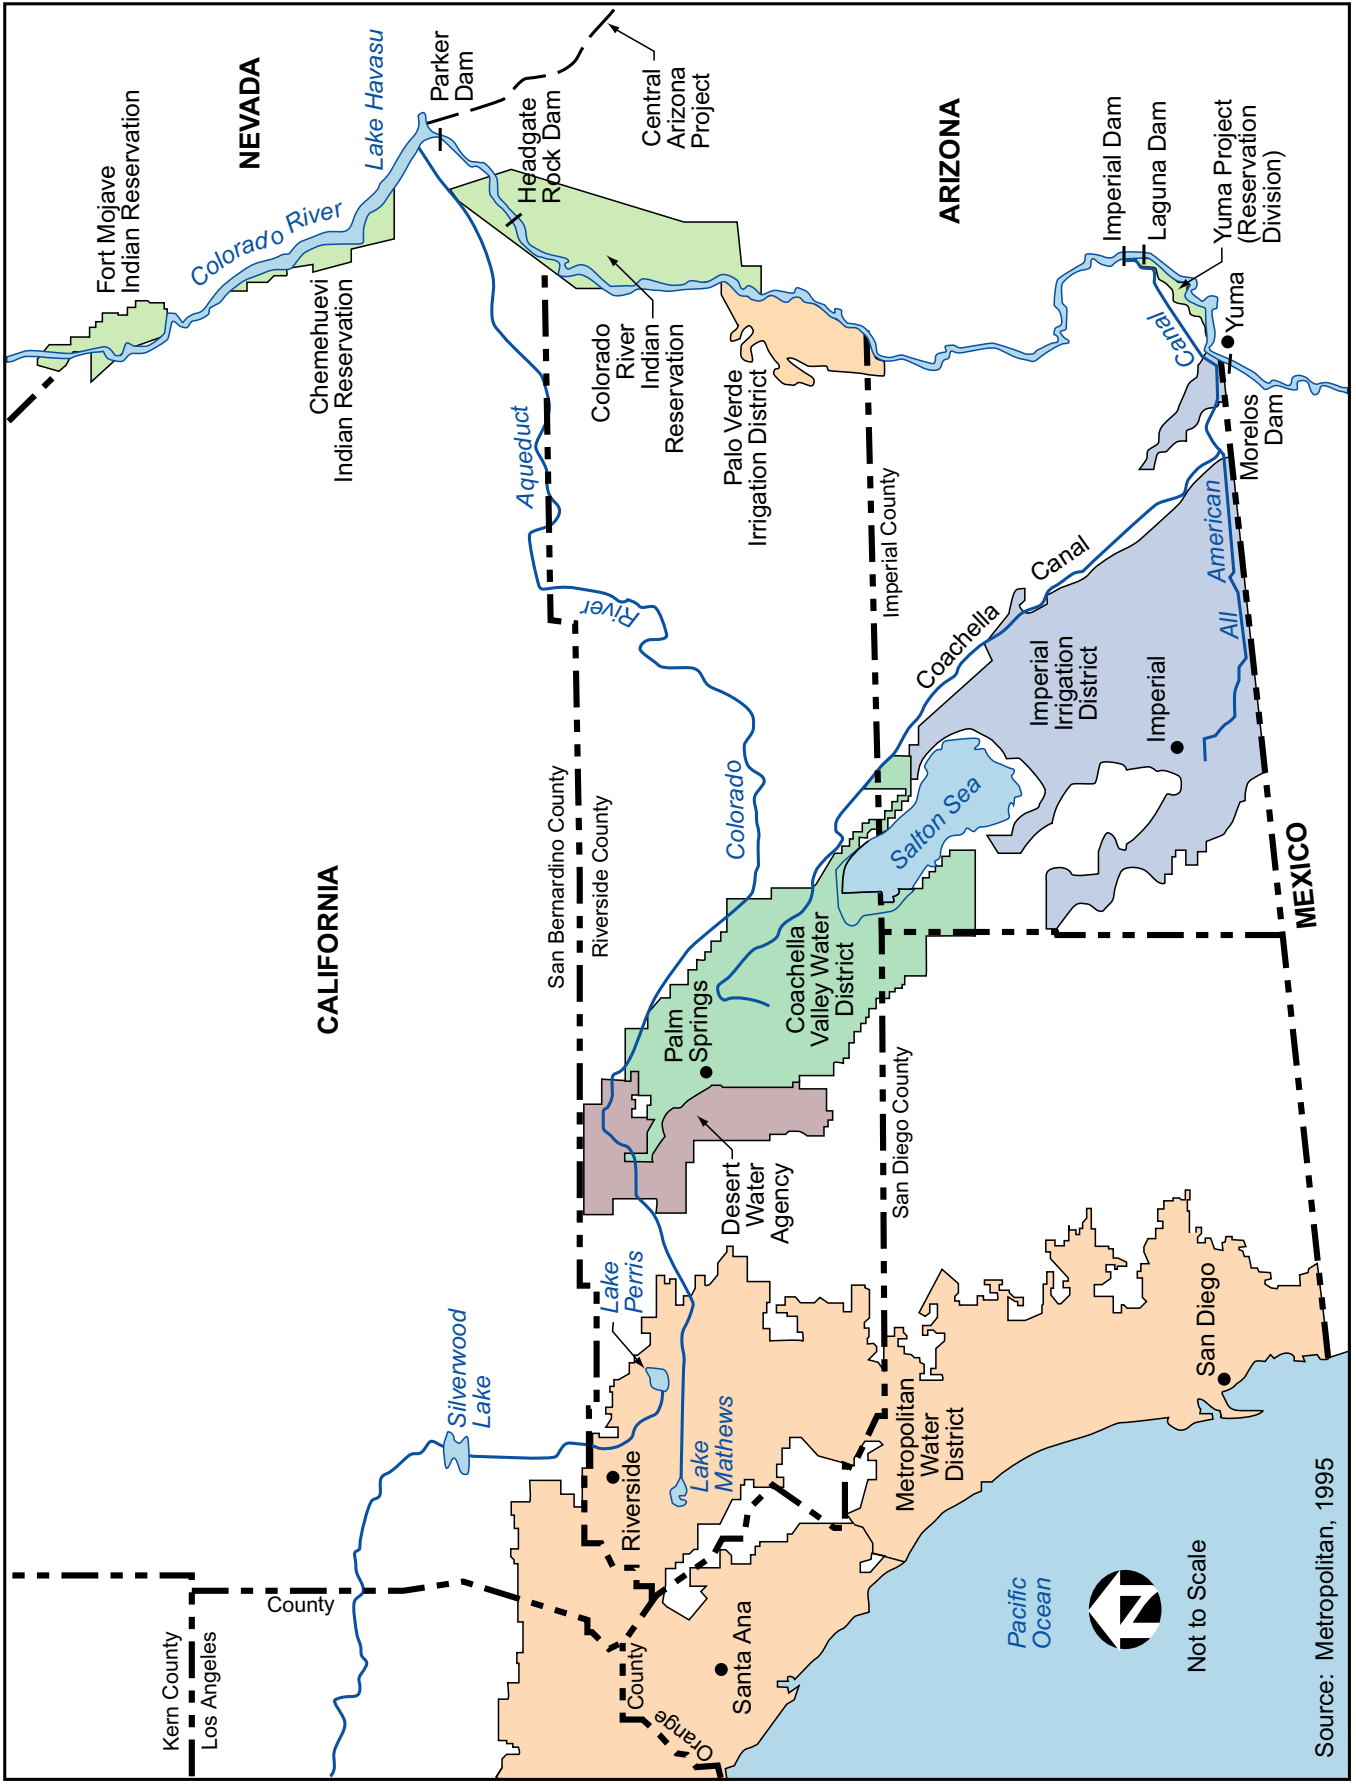 NEVADA
Fort Mojave
Indian Reservation
Lake Havasu
Parker
Dam
Headgate
Rock Dam
Central
Arizona
Project
Colorado River
Chemehuevi
Indian Reservation
ARIZONA
Imperial Dam
Laguna Dam
Yuma Project
(Reservation
Division)
Yuma
Canal
Morelos
Dam
Colorado
River
Indian
Reservation
Palo Verde
Irrigation District
Aqueduct
River
Colorado
Imperial County
Coachella
Canal
American
All
Imperial
Irrigation
District
Imperial
Salton Sea
CALIFORNIA
San Bernardino County
Riverside County
MEXICO
Coachella
Valley Water
District
Palm
Springs
Desert
Water
Agency
San Diego County
Silverwood
Lake
Lake
Perris
Lake
Mathews
Riverside
Metropolitan
Water
District
San Diego
Kern County
Los Angeles
County
County
Orange
Santa Ana
Pacific
Ocean
N
Not to Scale
Source: Metropolitan, 1995